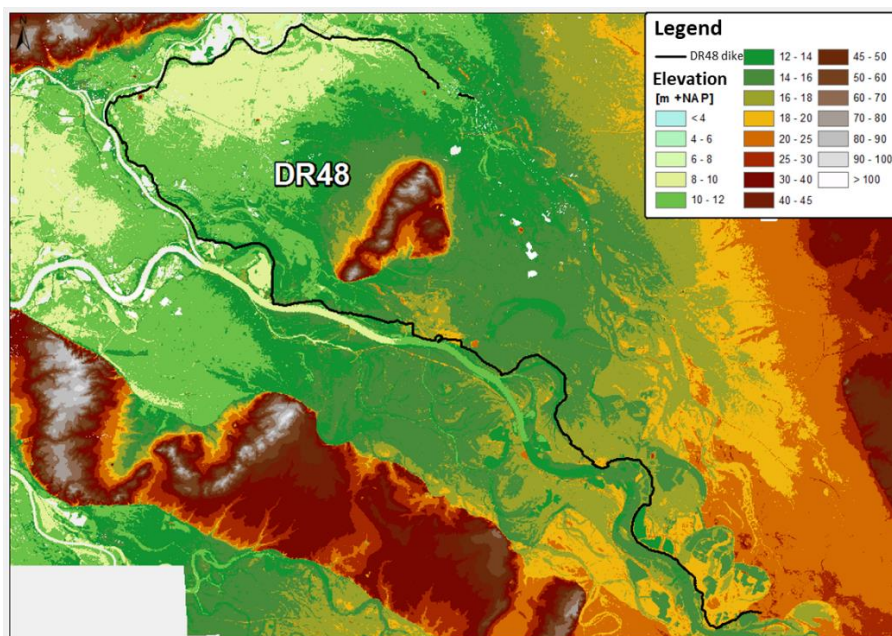 Legend
DR48 dike
Elevation
[m +NAP]
< 4
4 - 6
6 - 8
8 - 10
10 - 12
12 - 14
14 - 16
16 - 18
18 - 20
20 - 25
25 - 30
30 - 40
40 - 45
45 - 50
50 - 60
60 - 70
70 - 80
80 - 90
90 - 100
> 100
DR48